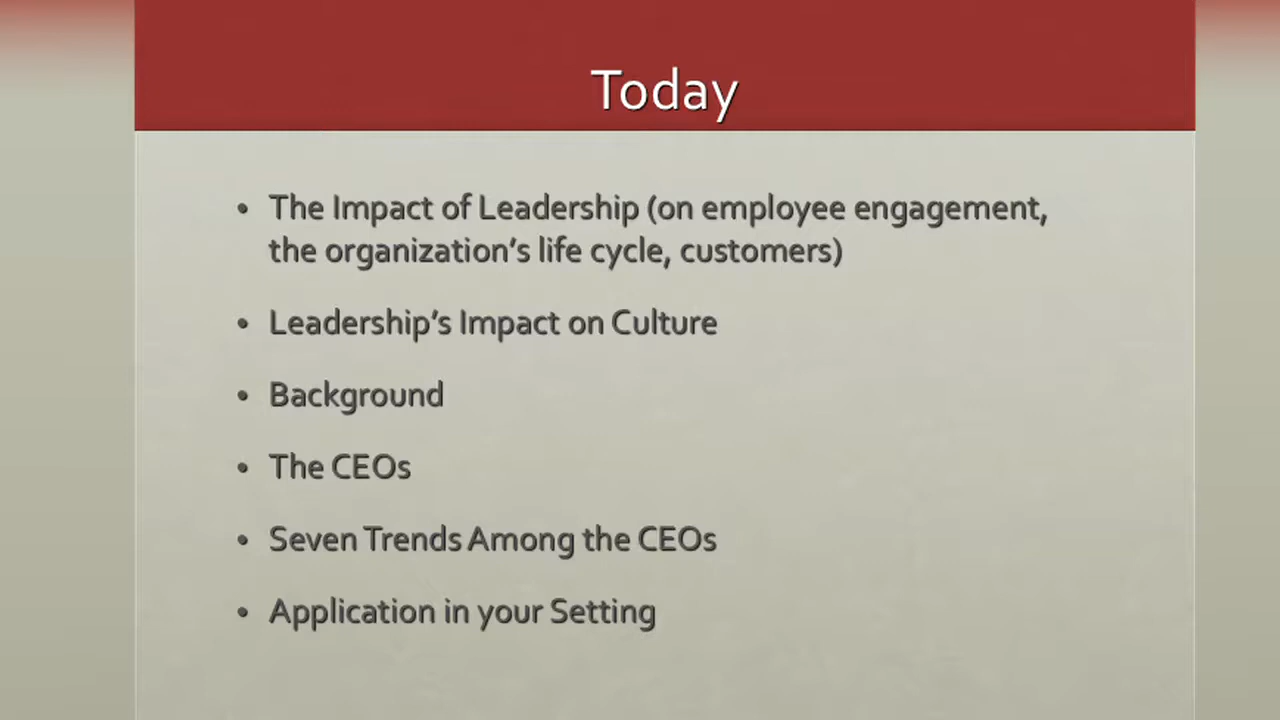 Today
• The Impact of Leadership (on employee engagement,
the organization’s life cycle, customers)
• Leadership’s Impact on Culture
• Background
• The CEOs
• Seven Trends Among the CEOs
• Application in your Setting